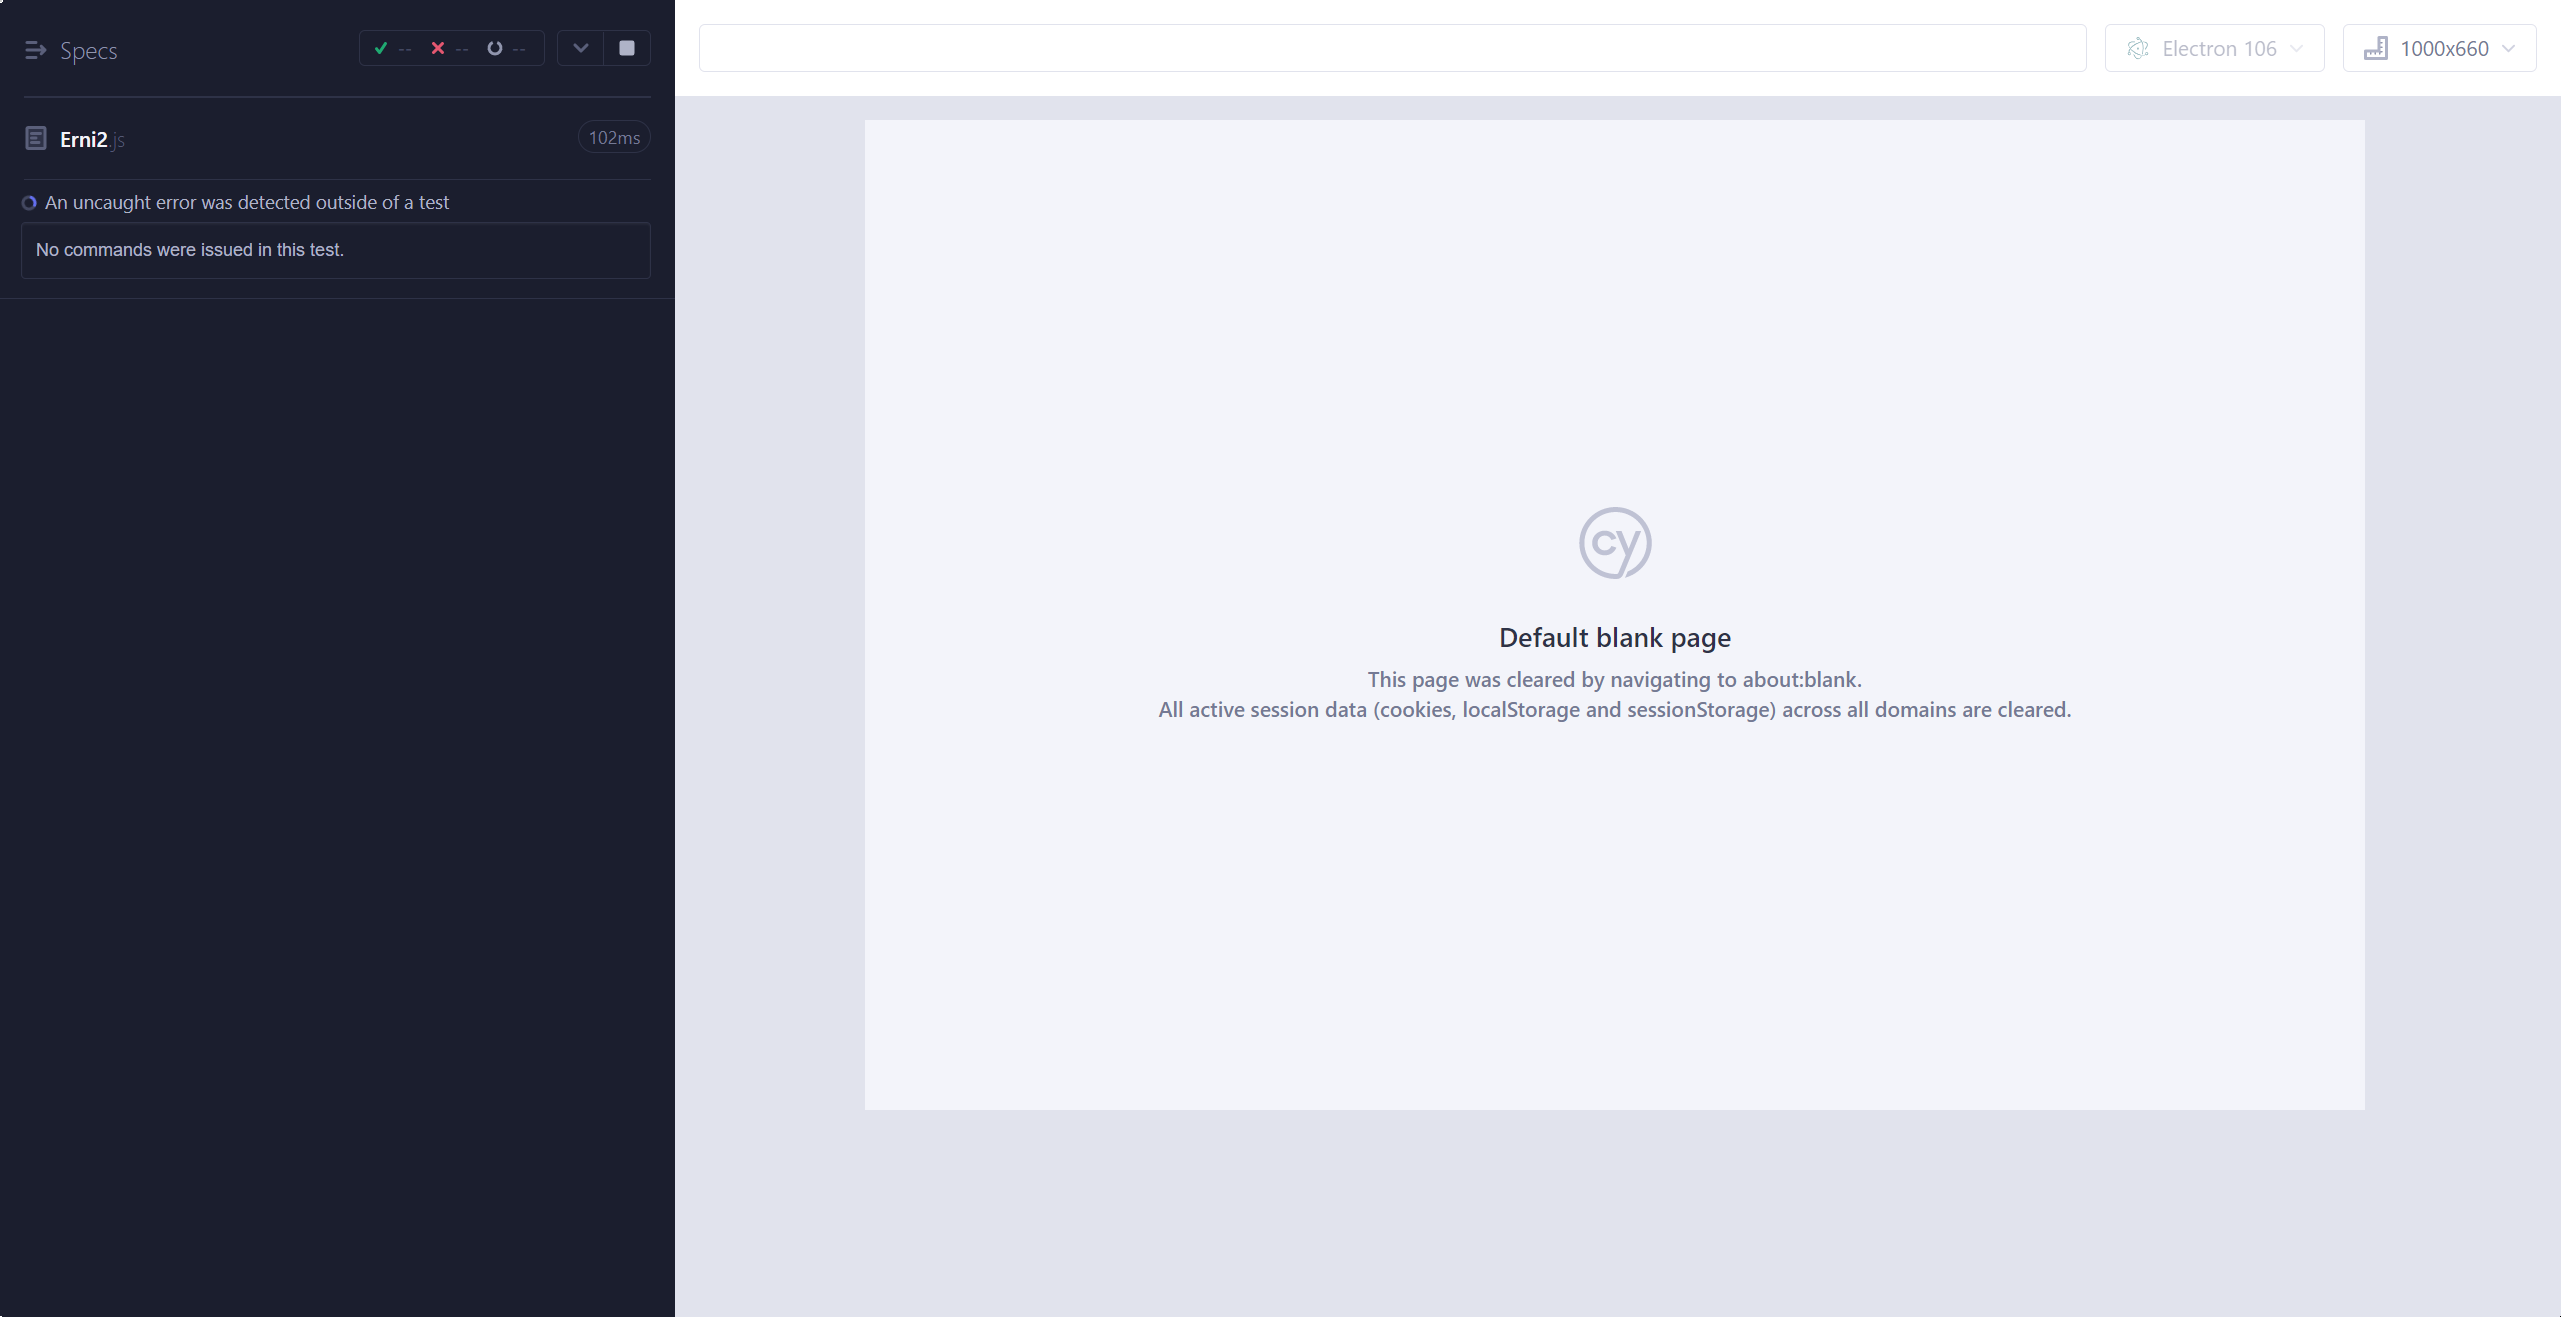 Specs
-- -- --
Electron 106
1000x660
Erni2.js
102ms
An uncaught error was detected outside of a test
No commands were issued in this test.
cy
Default blank page
This page was cleared by navigating to about:blank.
All active session data (cookies, localStorage and sessionStorage) across all domains are cleared.